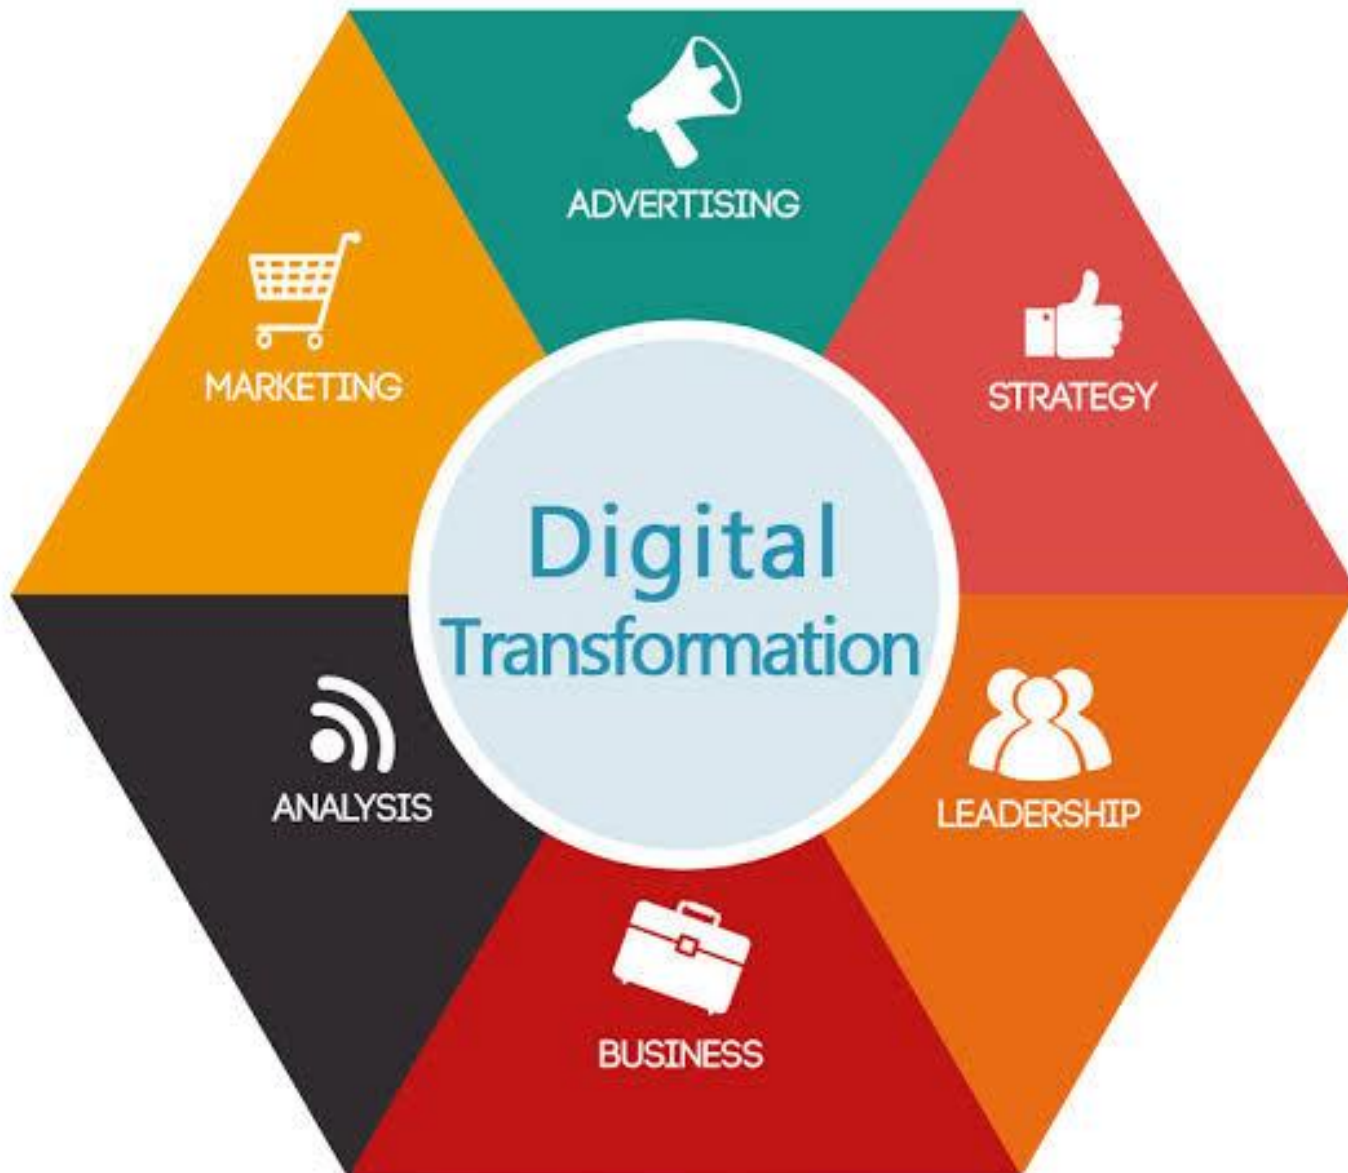 ADVERTISING
MARKETING
STRATEGY
Digital
Transformation
ANALYSIS
LEADERSHIP
BUSINESS